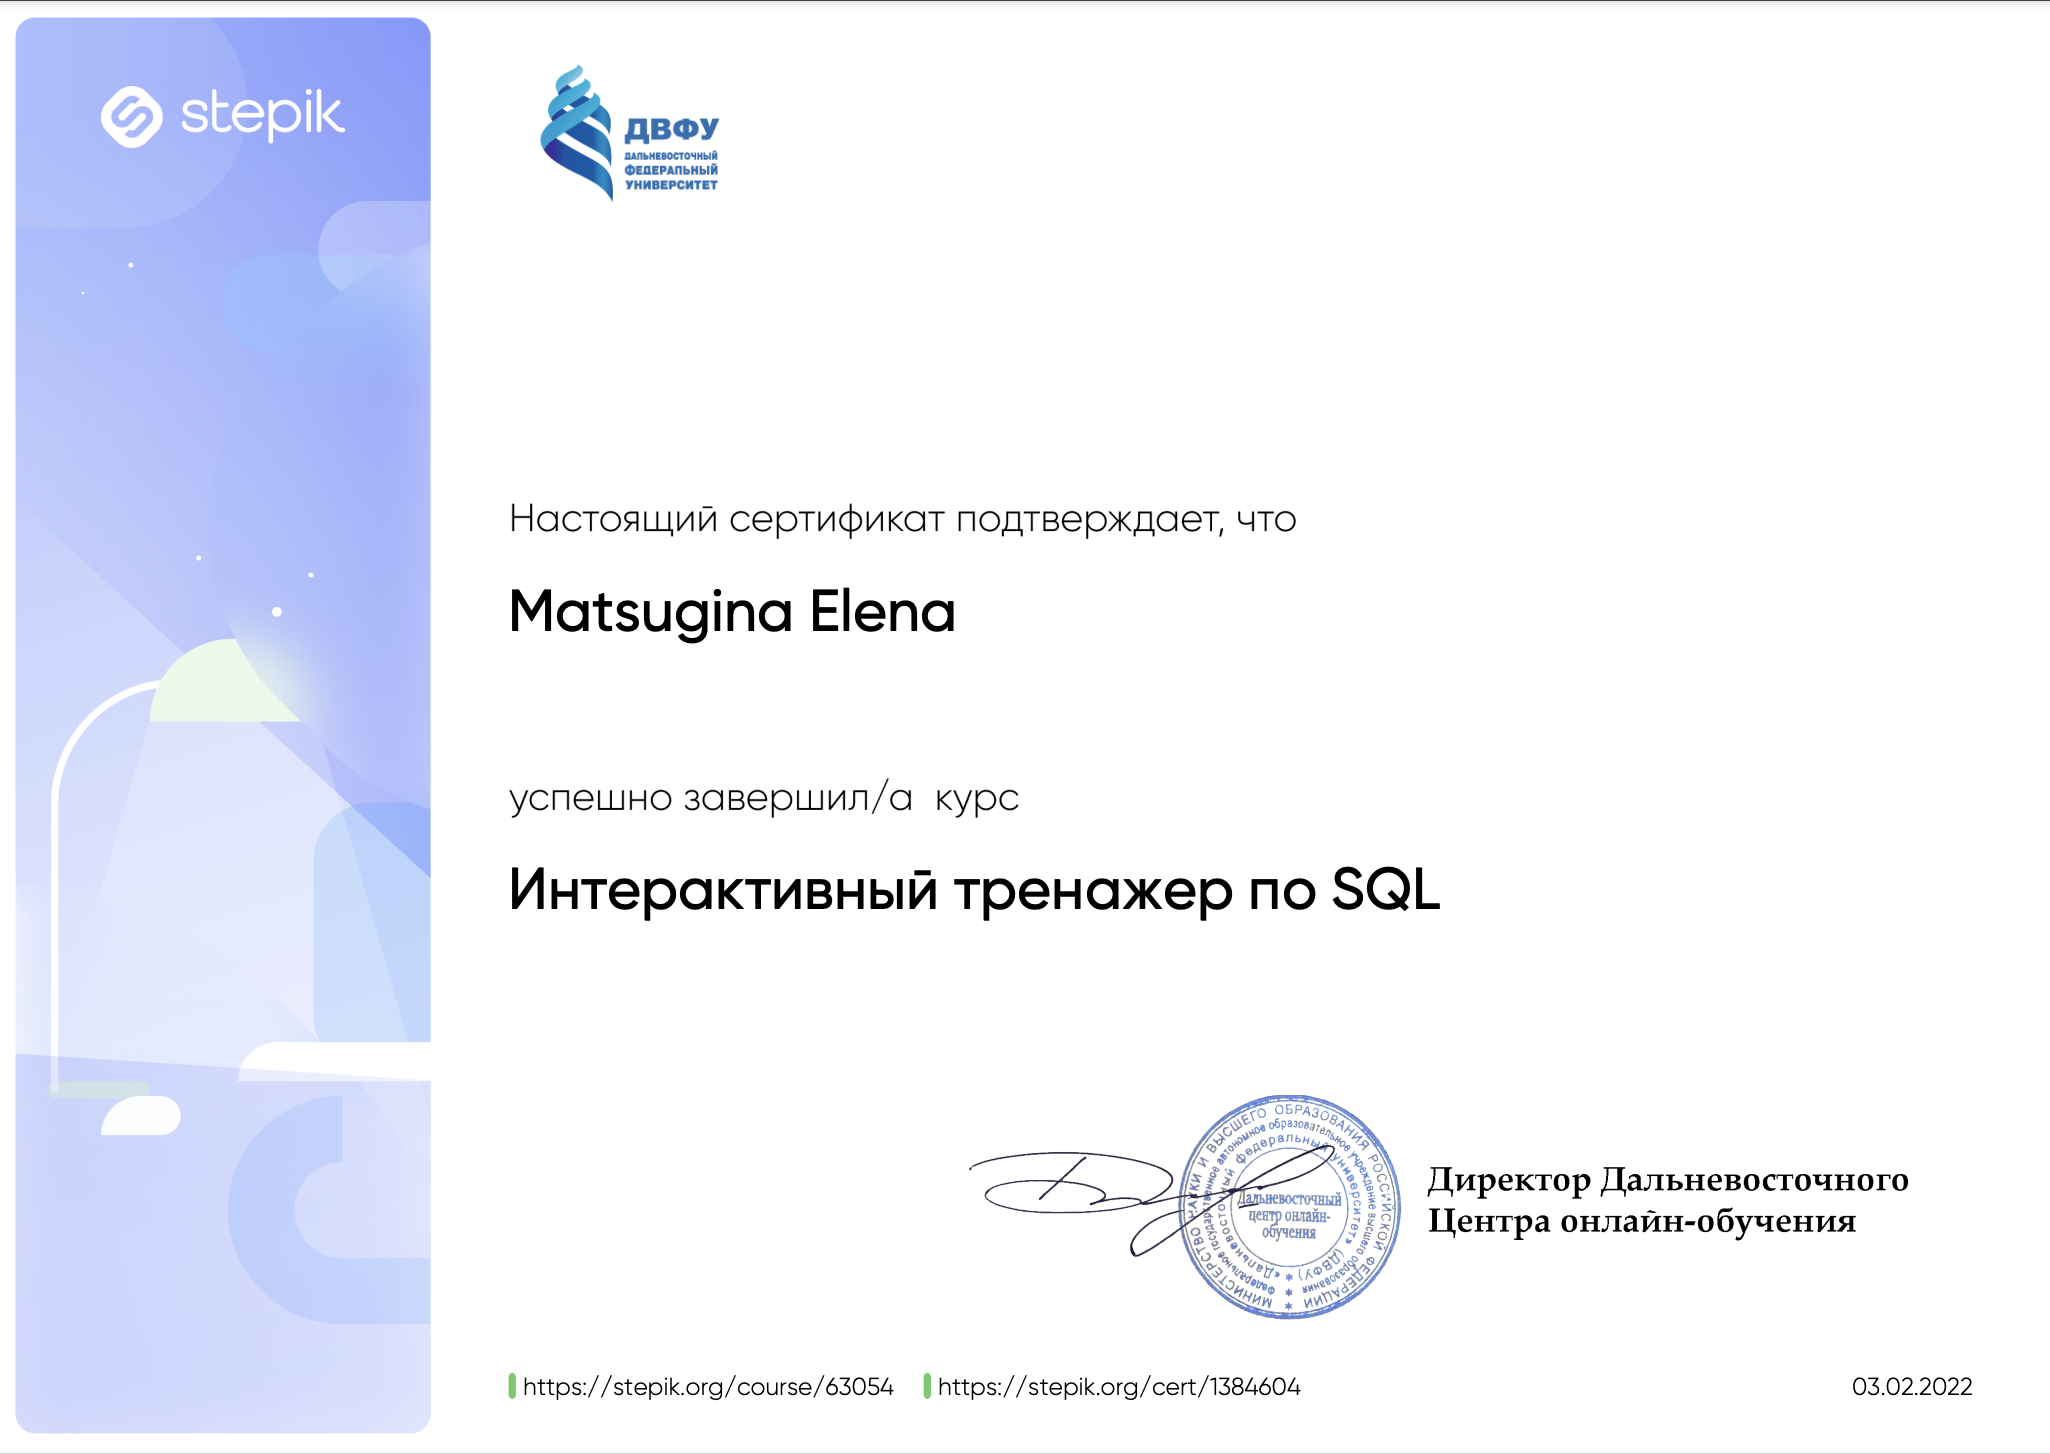 stepik
ДВФУ
ДАЛЬНЕВОСТОЧНЫЙ
ФЕДЕРАЛЬНЫЙ
УНИВЕРСИТЕТ
Настоящий сертификат подтверждает, что
Matsugina Elena
успешно завершил/а курс
Интерактивный тренажер по SQL
МИНИСТЕРСТВО НАУКИ И ВЫСШЕГО ОБРАЗОВАНИЯ РОССИЙСКОЙ ФЕДЕРАЦИИ *
федеральное государственное автономное образовательное учреждение высшего образования *
«Дальневосточный федеральный университет» (ДВФУ) *
Дальневосточный
центр онлайн-
обучения
Директор Дальневосточного
Центра онлайн-обучения
https://stepik.org/course/63054 https://stepik.org/cert/1384604 03.02.2022